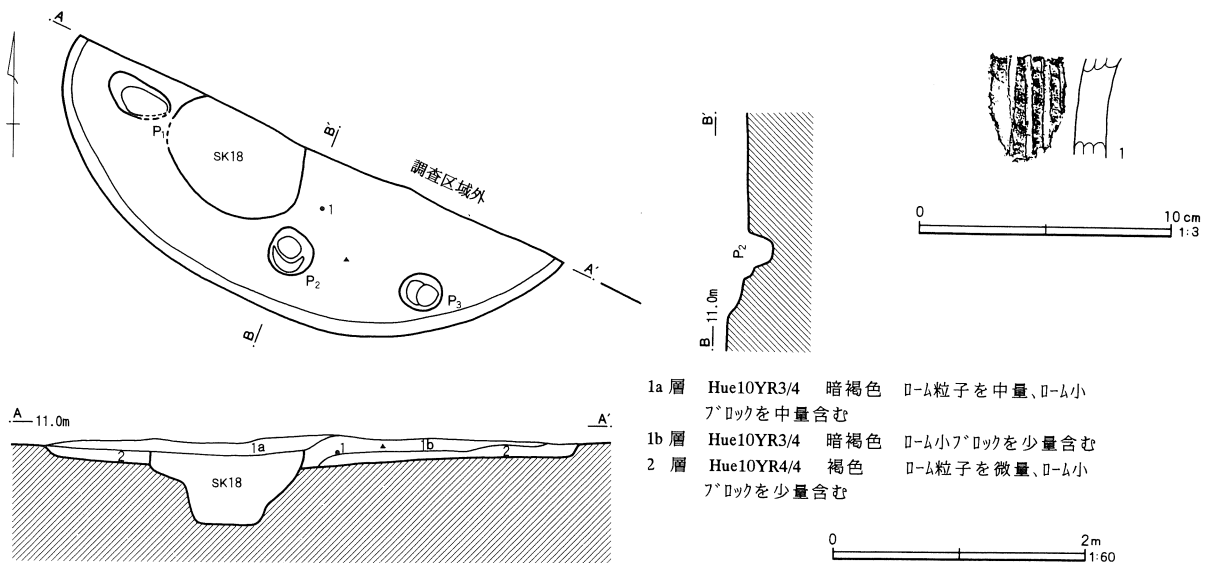 A
P₁
SK18
B'
調査区域外
1
P₂
P₃
A'
B
A 11.0m
A'
1a
1
1b
2
2
SK18
B'
P₂
B 11.0m
1
0 10cm
1:3
1a 層 Hue10YR3/4 暗褐色 ローム粒子を中量、ローム小
ブロックを中量含む
1b 層 Hue10YR3/4 暗褐色 ローム小ブロックを少量含む
2 層 Hue10YR4/4 褐色 ローム粒子を微量、ローム小
ブロックを少量含む
0 2m
1:60